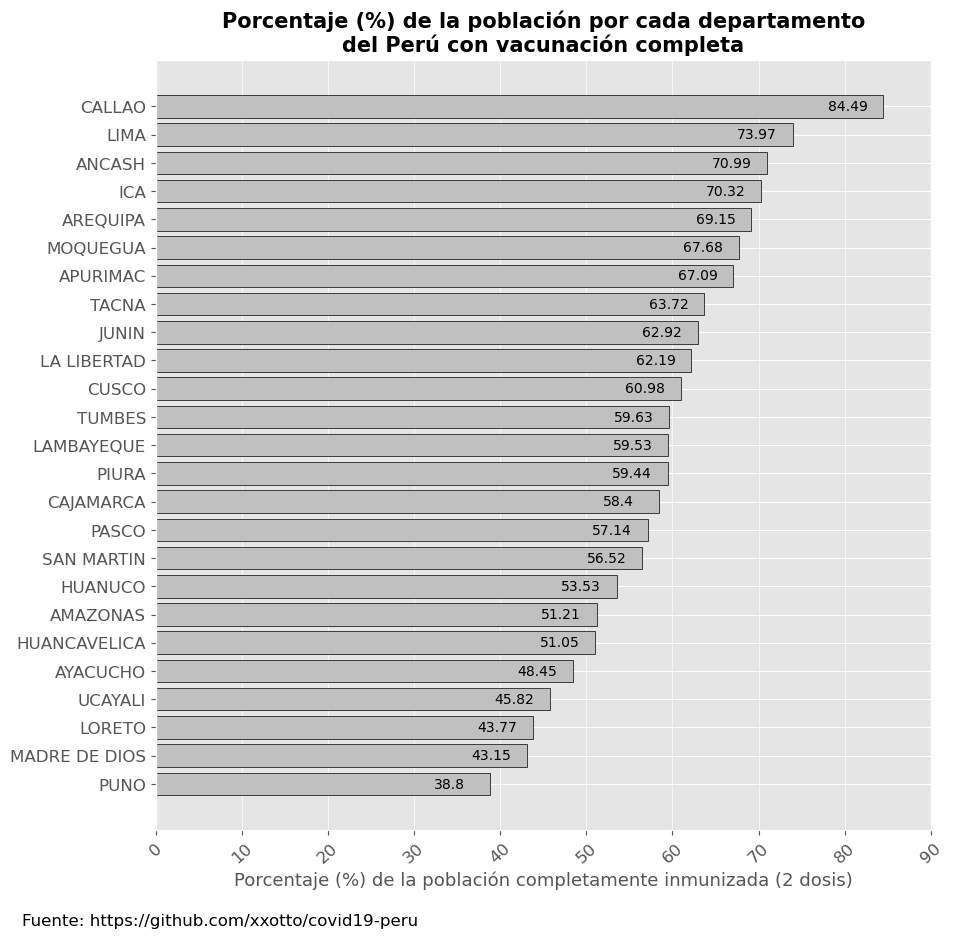 Porcentaje (%) de la población por cada departamento
del Perú con vacunación completa
CALLAO 84.49
LIMA 73.97
ANCASH 70.99
ICA 70.32
AREQUIPA 69.15
MOQUEGUA 67.68
APURIMAC 67.09
TACNA 63.72
JUNIN 62.92
LA LIBERTAD 62.19
CUSCO 60.98
TUMBES 59.63
LAMBAYEQUE 59.53
PIURA 59.44
CAJAMARCA 58.4
PASCO 57.14
SAN MARTIN 56.52
HUANUCO 53.53
AMAZONAS 51.21
HUANCAVELICA 51.05
AYACUCHO 48.45
UCAYALI 45.82
LORETO 43.77
MADRE DE DIOS 43.15
PUNO 38.8
0 10 20 30 40 50 60 70 80 90
Porcentaje (%) de la población completamente inmunizada (2 dosis)
Fuente: https://github.com/xxotto/covid19-peru